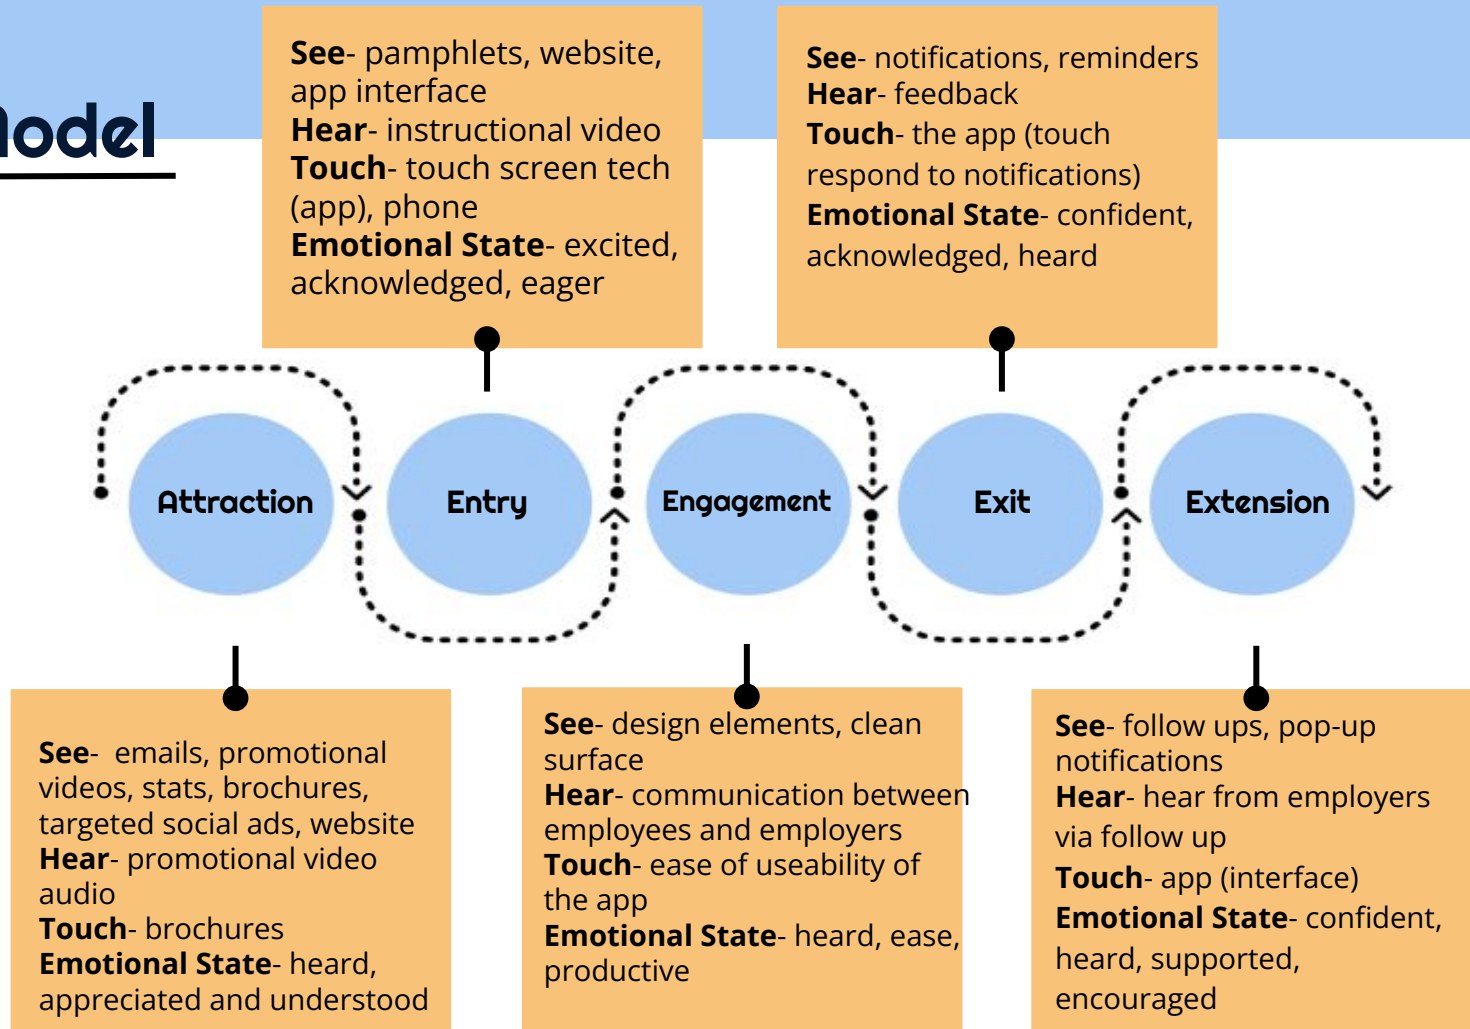 Model
See- pamphlets, website,
app interface
Hear- instructional video
Touch- touch screen tech
(app), phone
Emotional State- excited,
acknowledged, eager
See- notifications, reminders
Hear- feedback
Touch- the app (touch
respond to notifications)
Emotional State- confident,
acknowledged, heard
Attraction
Entry
Engagement
Exit
Extension
See- emails, promotional
videos, stats, brochures,
targeted social ads, website
Hear- promotional video
audio
Touch- brochures
Emotional State- heard,
appreciated and understood
See- design elements, clean
surface
Hear- communication between
employees and employers
Touch- ease of useability of
the app
Emotional State- heard, ease,
productive
See- follow ups, pop-up
notifications
Hear- hear from employers
via follow up
Touch- app (interface)
Emotional State- confident,
heard, supported,
encouraged